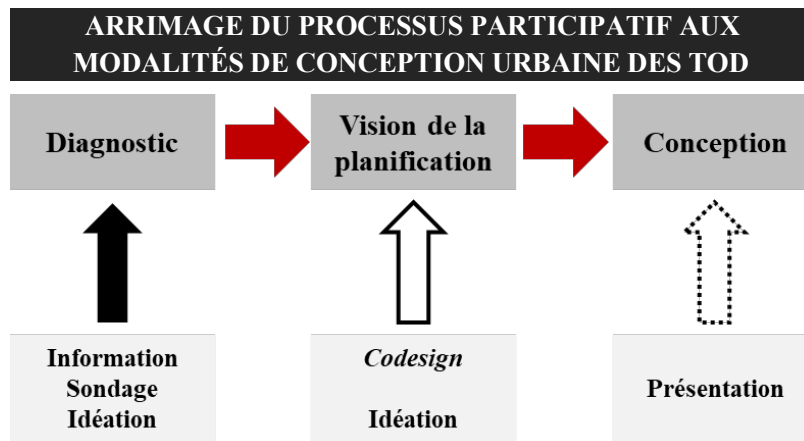 ARRIMAGE DU PROCESSUS PARTICIPATIF AUX
MODALITÉS DE CONCEPTION URBAINE DES TOD
Diagnostic
Vision de la
planification
Conception
Information
Sondage
Idéation
Codesign
Idéation
Présentation